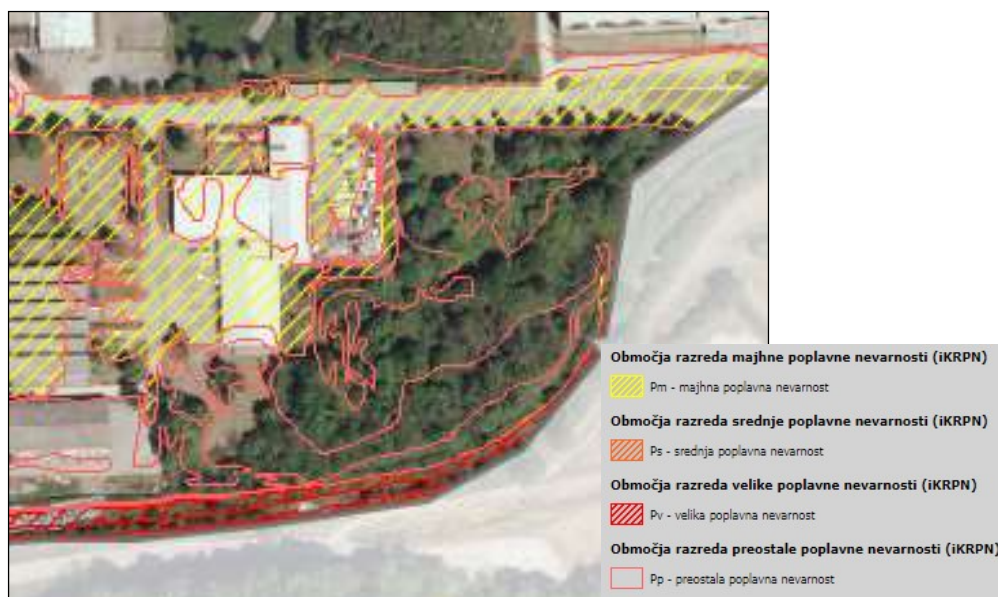 Območja razreda majhne poplavne nevarnosti (iKRPN)
Pm - majhna poplavna nevarnost
Območja razreda srednje poplavne nevarnosti (iKRPN)
Ps - srednja poplavna nevarnost
Območja razreda velike poplavne nevarnosti (iKRPN)
Pv - velika poplavna nevarnost
Območja razreda preostale poplavne nevarnosti (iKRPN)
Pp - preostala poplavna nevarnost